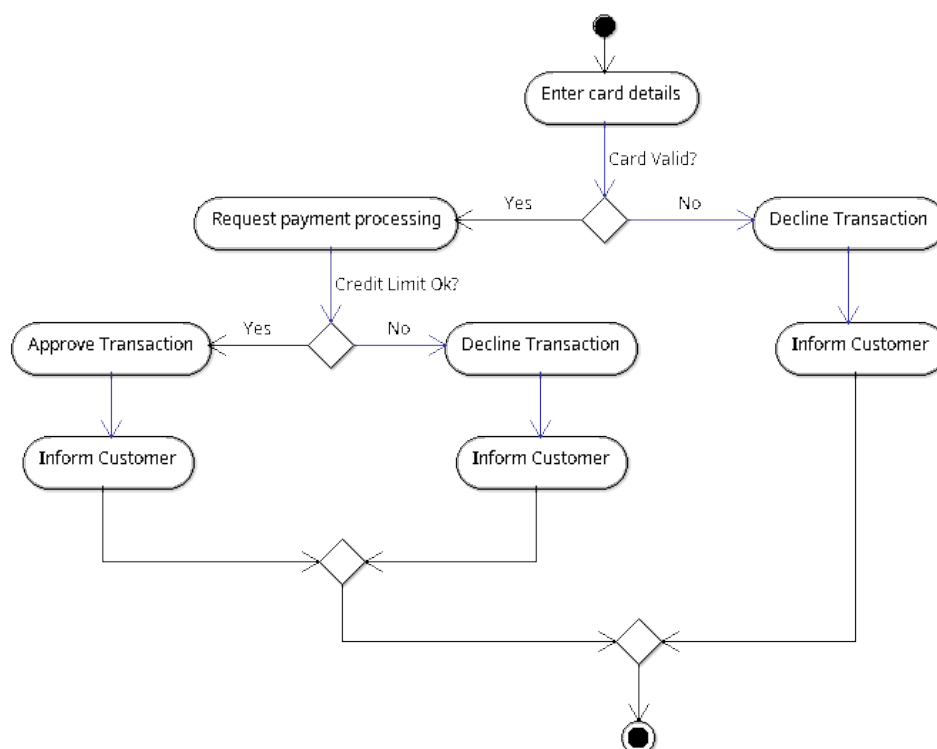 Enter card details
Card Valid?
Yes
No
Request payment processing
Decline Transaction
Credit Limit Ok?
Yes
No
Approve Transaction
Decline Transaction
Inform Customer
Inform Customer
Inform Customer